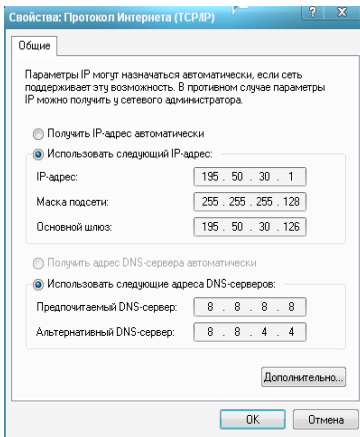 Свойства: Протокол Интернета (TCP/IP)
Общие
Параметры IP могут назначаться автоматически, если сеть
поддерживает эту возможность. В противном случае параметры
IP можно получить у сетевого администратора.
Получить IP-адрес автоматически
Использовать следующий IP-адрес:
IP-адрес: 195 . 50 . 30 . 1
Маска подсети: 255 . 255 . 255 . 128
Основной шлюз: 195 . 50 . 30 . 126
Получить адрес DNS-сервера автоматически
Использовать следующие адреса DNS-серверов:
Предпочитаемый DNS-сервер: 8 . 8 . 8 . 8
Альтернативный DNS-сервер: 8 . 8 . 4 . 4
Дополнительно...
OK Отмена